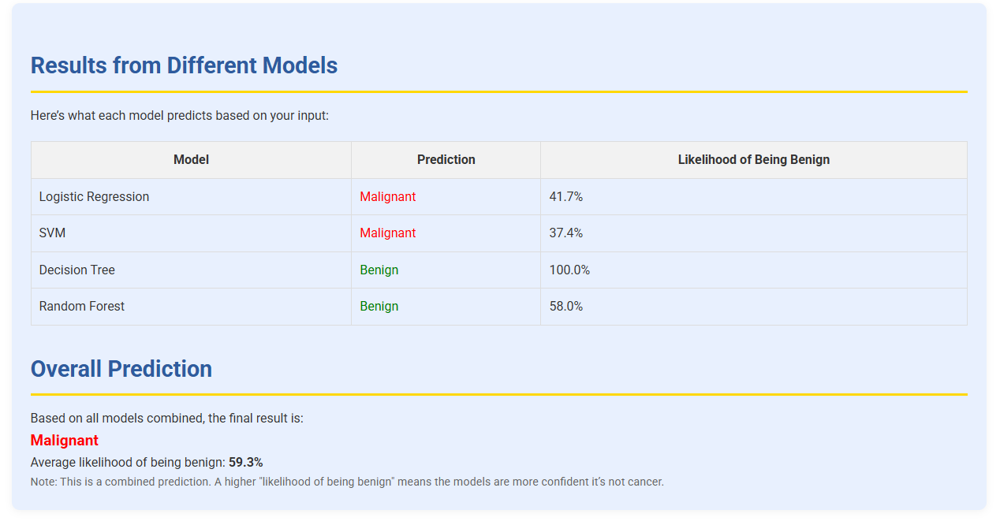 Results from Different Models
Here’s what each model predicts based on your input:
Model Prediction Likelihood of Being Benign
Logistic Regression Malignant 41.7%
SVM Malignant 37.4%
Decision Tree Benign 100.0%
Random Forest Benign 58.0%
Overall Prediction
Based on all models combined, the final result is:
Malignant
Average likelihood of being benign: 59.3%
Note: This is a combined prediction. A higher "likelihood of being benign" means the models are more confident it’s not cancer.